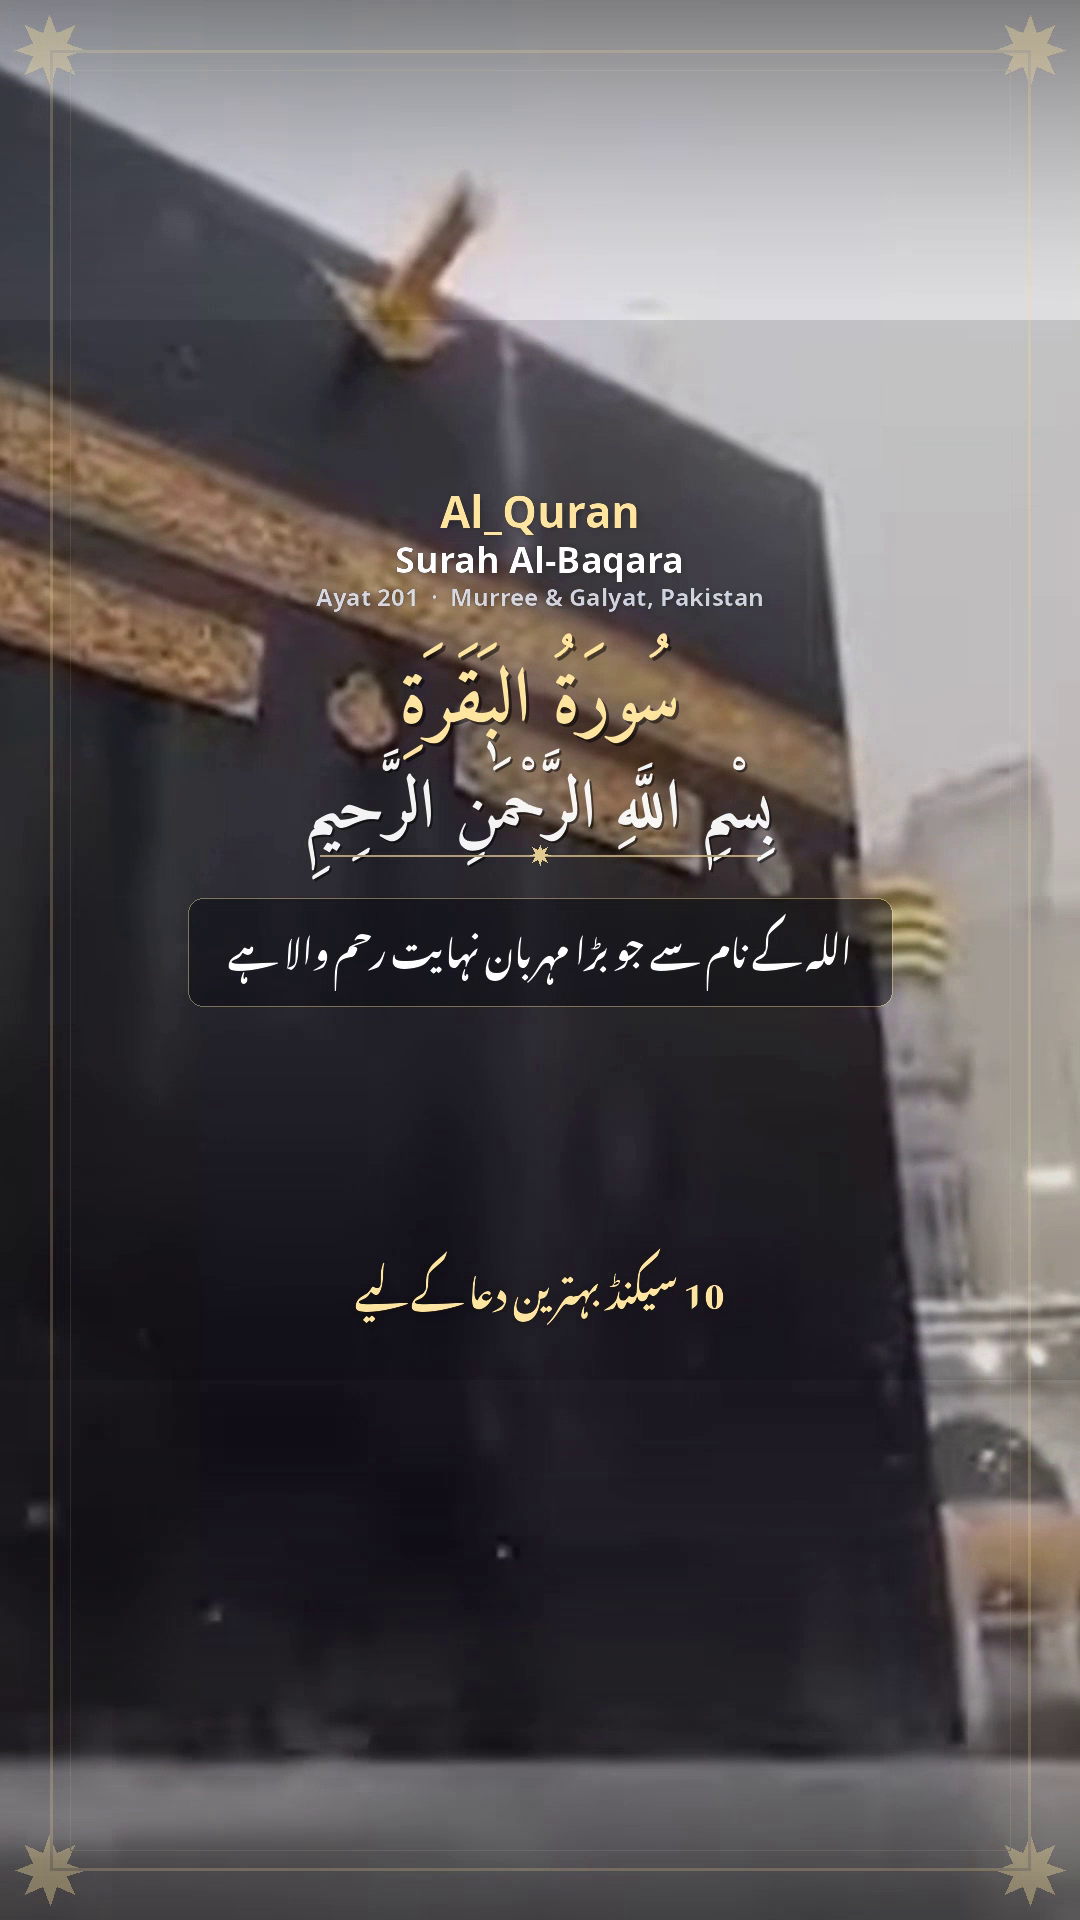 Al_Quran
Surah Al-Baqara
Ayat 201 · Murree & Galyat, Pakistan
سُورَةُ البَقَرَةِ
بِسْمِ اللَّهِ الرَّحْمَٰنِ الرَّحِيمِ
اللہ کے نام سے جو بڑا مہربان نہایت رحم والا ہے
10 سیکنڈ بہترین دعا کے لیے